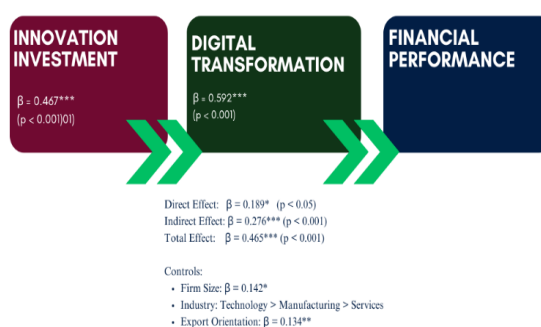 INNOVATION
INVESTMENT
β = 0.467***
(p < 0.001)01)
DIGITAL
TRANSFORMATION
β = 0.592***
(p < 0.001)
FINANCIAL
PERFORMANCE
Direct Effect: β = 0.189* (p < 0.05)
Indirect Effect: β = 0.276*** (p < 0.001)
Total Effect: β = 0.465*** (p < 0.001)
Controls:
• Firm Size: β = 0.142*
• Industry: Technology > Manufacturing > Services
• Export Orientation: β = 0.134**